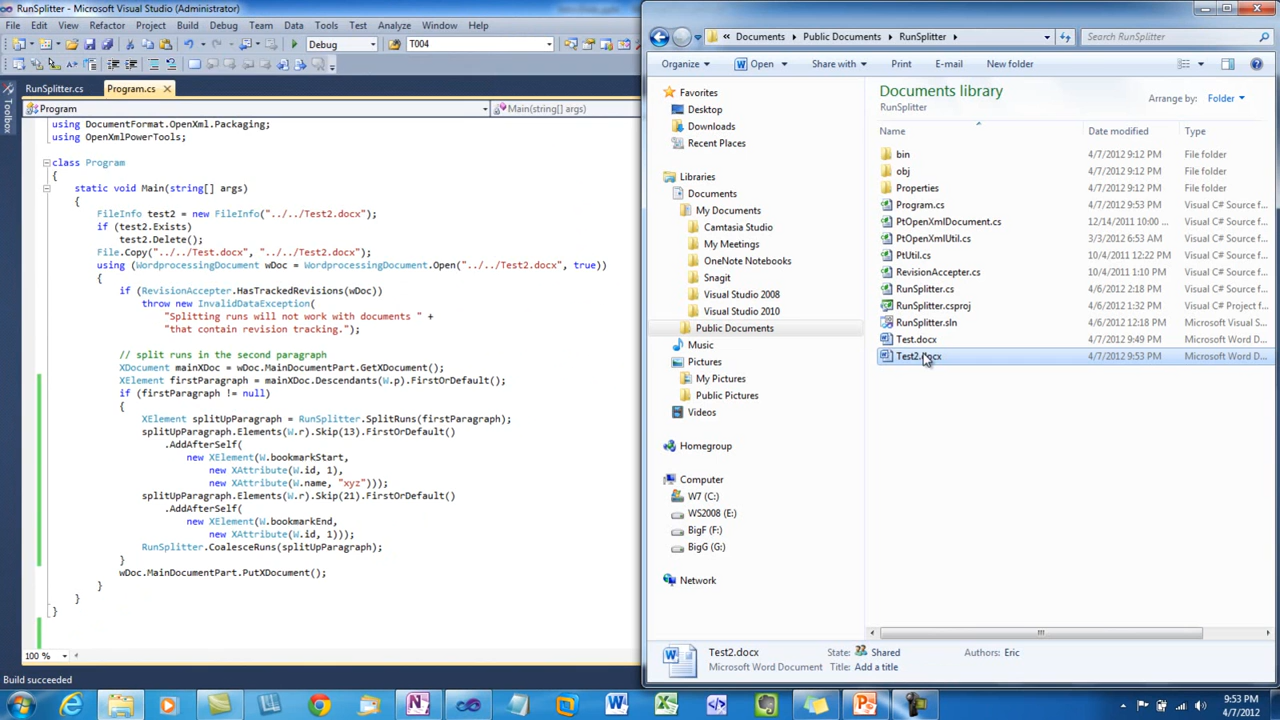 RunSplitter - Microsoft Visual Studio (Administrator)
File Edit View Refactor Project Build Debug Team Data Tools Test Analyze Window Help
Debug T004
RunSplitter.cs Program.cs
Toolbox
Program Main(string[] args)
using DocumentFormat.OpenXml.Packaging;
using OpenXmlPowerTools;
class Program
{
static void Main(string[] args)
{
FileInfo test2 = new FileInfo("../../Test2.docx");
if (test2.Exists)
test2.Delete();
File.Copy("../../Test.docx", "../../Test2.docx");
using (WordprocessingDocument wDoc = WordprocessingDocument.Open("../../Test2.docx", true))
{
if (RevisionAccepter.HasTrackedRevisions(wDoc))
throw new InvalidDataException(
"Splitting runs will not work with documents " +
"that contain revision tracking.");
// split runs in the second paragraph
XDocument mainXDoc = wDoc.MainDocumentPart.GetXDocument();
XElement firstParagraph = mainXDoc.Descendants(W.p).FirstOrDefault();
if (firstParagraph != null)
{
XElement splitUpParagraph = RunSplitter.SplitRuns(firstParagraph);
splitUpParagraph.Elements(W.r).Skip(13).FirstOrDefault()
.AddAfterSelf(
new XElement(W.bookmarkStart,
new XAttribute(W.id, 1),
new XAttribute(W.name, "xyz")));
splitUpParagraph.Elements(W.r).Skip(21).FirstOrDefault()
.AddAfterSelf(
new XElement(W.bookmarkEnd,
new XAttribute(W.id, 1)));
RunSplitter.CoalesceRuns(splitUpParagraph);
}
wDoc.MainDocumentPart.PutXDocument();
}
}
}
100 %
Build succeeded
Documents Public Documents RunSplitter Search RunSplitter
Organize Open Share with Print E-mail New folder
Favorites
Desktop
Downloads
Recent Places
Libraries
Documents
My Documents
Camtasia Studio
My Meetings
OneNote Notebooks
Snagit
Visual Studio 2008
Visual Studio 2010
Public Documents
Music
Pictures
My Pictures
Public Pictures
Videos
Homegroup
Computer
W7 (C:)
WS2008 (E:)
BigF (F:)
BigG (G:)
Network
Documents library
RunSplitter
Arrange by: Folder
Name Date modified Type
bin 4/7/2012 9:12 PM File folder
obj 4/7/2012 9:12 PM File folder
Properties 4/7/2012 9:12 PM File folder
Program.cs 4/7/2012 9:53 PM Visual C# Source f...
PtOpenXmlDocument.cs 12/14/2011 10:00 ... Visual C# Source f...
PtOpenXmlUtil.cs 3/3/2012 6:53 AM Visual C# Source f...
PtUtil.cs 10/4/2011 12:22 PM Visual C# Source f...
RevisionAccepter.cs 10/4/2011 1:10 PM Visual C# Source f...
RunSplitter.cs 4/6/2012 2:18 PM Visual C# Source f...
RunSplitter.csproj 4/6/2012 1:32 PM Visual C# Project f...
RunSplitter.sln 4/6/2012 12:18 PM Microsoft Visual S...
Test.docx 4/7/2012 9:49 PM Microsoft Word D...
Test2.docx 4/7/2012 9:53 PM Microsoft Word D...
Test2.docx State: Shared Authors: Eric
Microsoft Word Document Title: Add a title
9:53 PM
4/7/2012